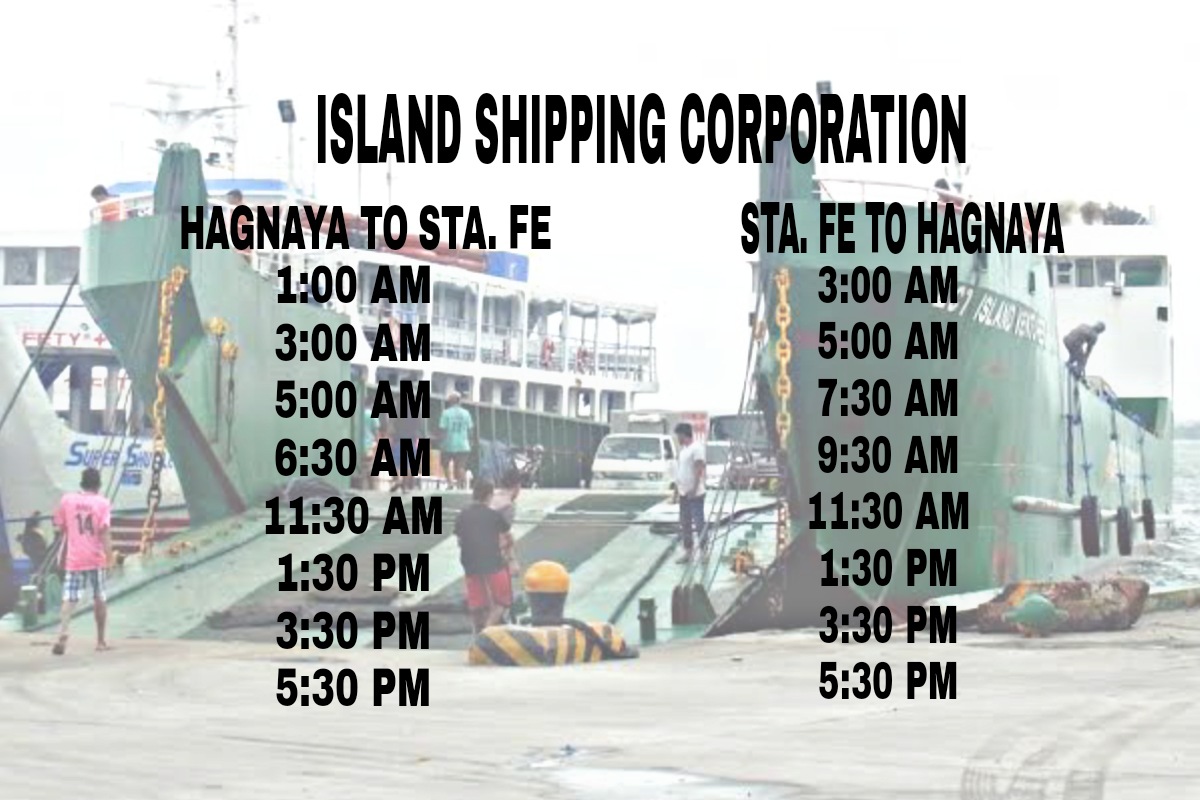 ISLAND SHIPPING CORPORATION
HAGNAYA TO STA. FE
1:00 AM
3:00 AM
5:00 AM
6:30 AM
11:30 AM
1:30 PM
3:30 PM
5:30 PM
STA. FE TO HAGNAYA
3:00 AM
5:00 AM
7:30 AM
9:30 AM
11:30 AM
1:30 PM
3:30 PM
5:30 PM
ISLAND
SUPER
14